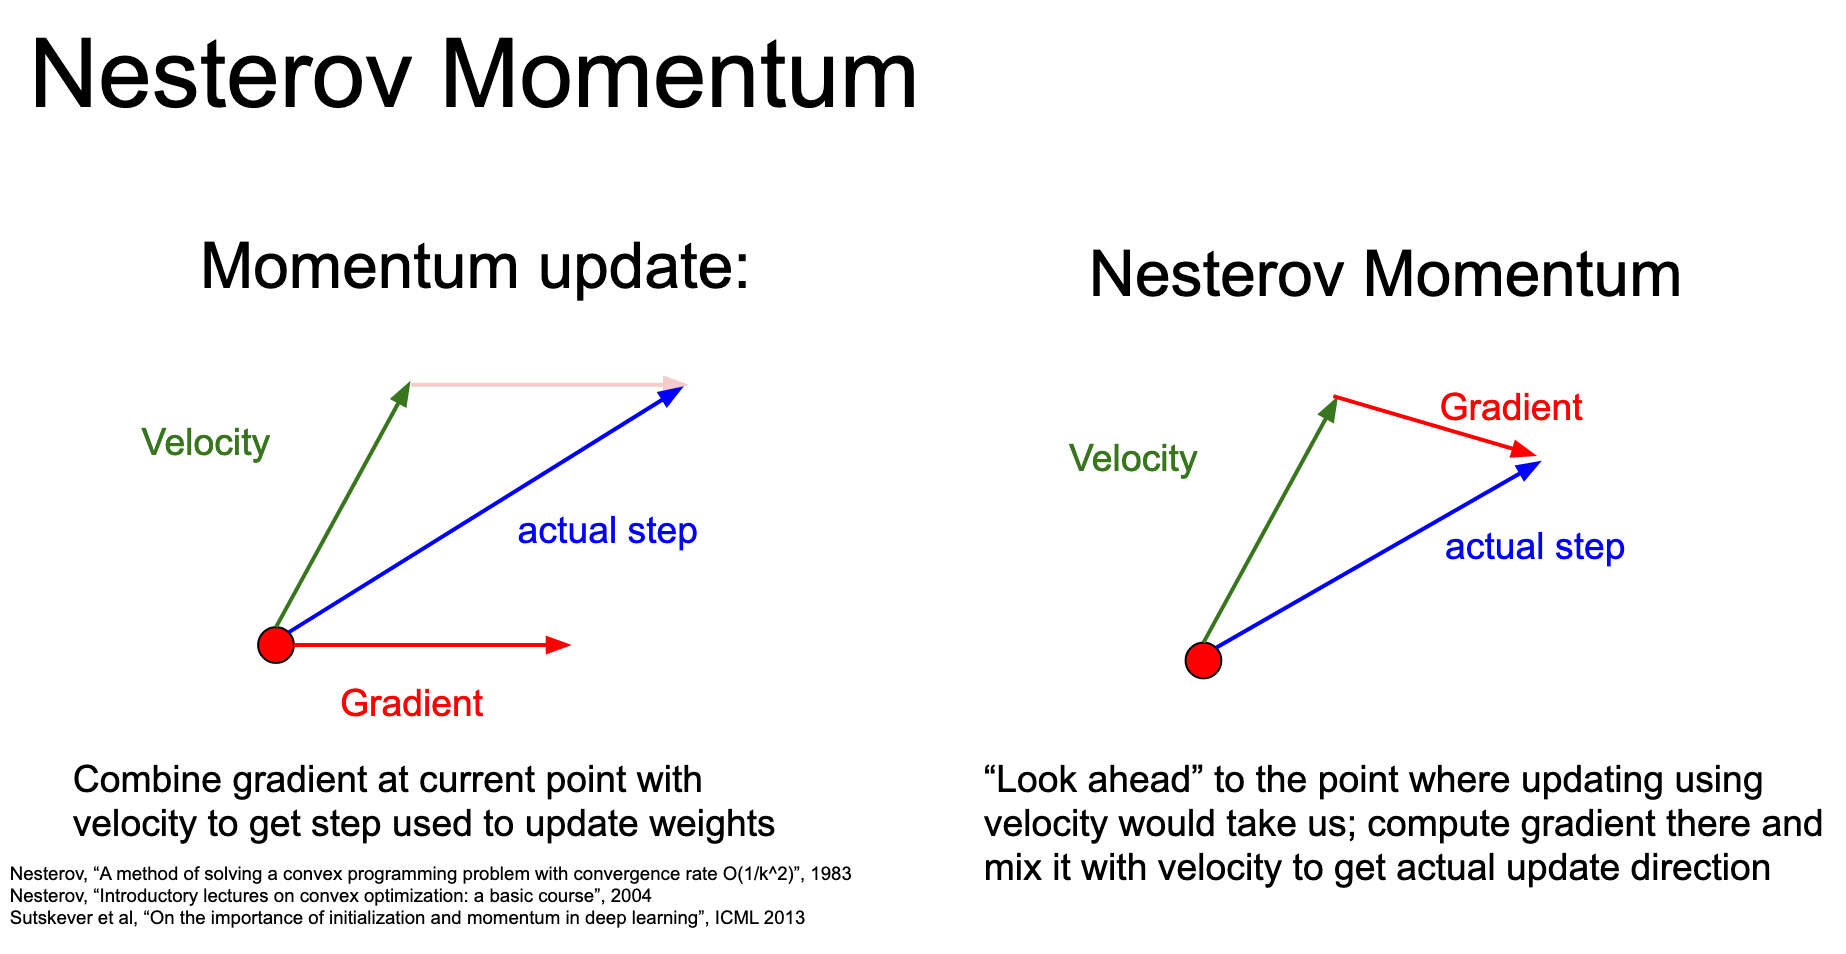 Nesterov Momentum
Momentum update:
Velocity
actual step
Gradient
Combine gradient at current point with
velocity to get step used to update weights
Nesterov Momentum
Gradient
Velocity
actual step
“Look ahead” to the point where updating using
velocity would take us; compute gradient there and
mix it with velocity to get actual update direction
Nesterov, “A method of solving a convex programming problem with convergence rate O(1/k^2)”, 1983
Nesterov, “Introductory lectures on convex optimization: a basic course”, 2004
Sutskever et al, “On the importance of initialization and momentum in deep learning”, ICML 2013